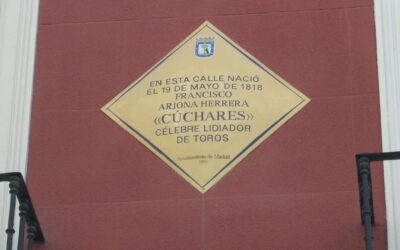 EN ESTA CALLE NACIÓ
EL 19 DE MAYO DE 1818
FRANCISCO
ARJONA HERRERA
«CÚCHARES»
CÉLEBRE LIDIADOR
DE TOROS
Ayuntamiento de Madrid